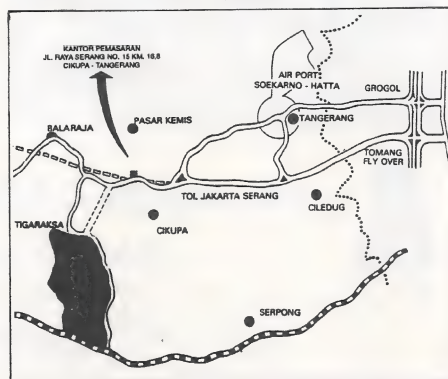 KANTOR PEMASARAN
JL. RAYA SERANG NO. 15 KM. 16,8
CIKUPA - TANGERANG
AIR PORT
SOEKARNO - HATTA
GROGOL
PASAR KEMIS
TANGERANG
BALARAJA
TOMANG
FLY OVER
TOL JAKARTA SERANG
CILEDUG
CIKUPA
TIGARAKSA
SERPONG